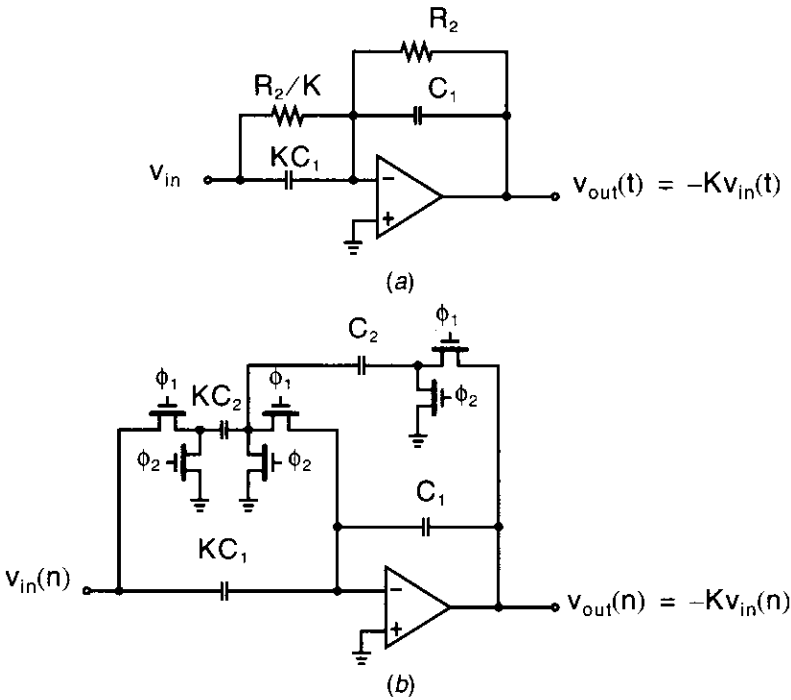 R₂
R₂/K
C₁
KC₁
v_in
−
+
v_out(t) = −Kv_in(t)
(a)
ϕ₁
C₂
ϕ₁
KC₂
ϕ₁
ϕ₂
ϕ₂
ϕ₂
C₁
KC₁
v_in(n)
−
+
v_out(n) = −Kv_in(n)
(b)